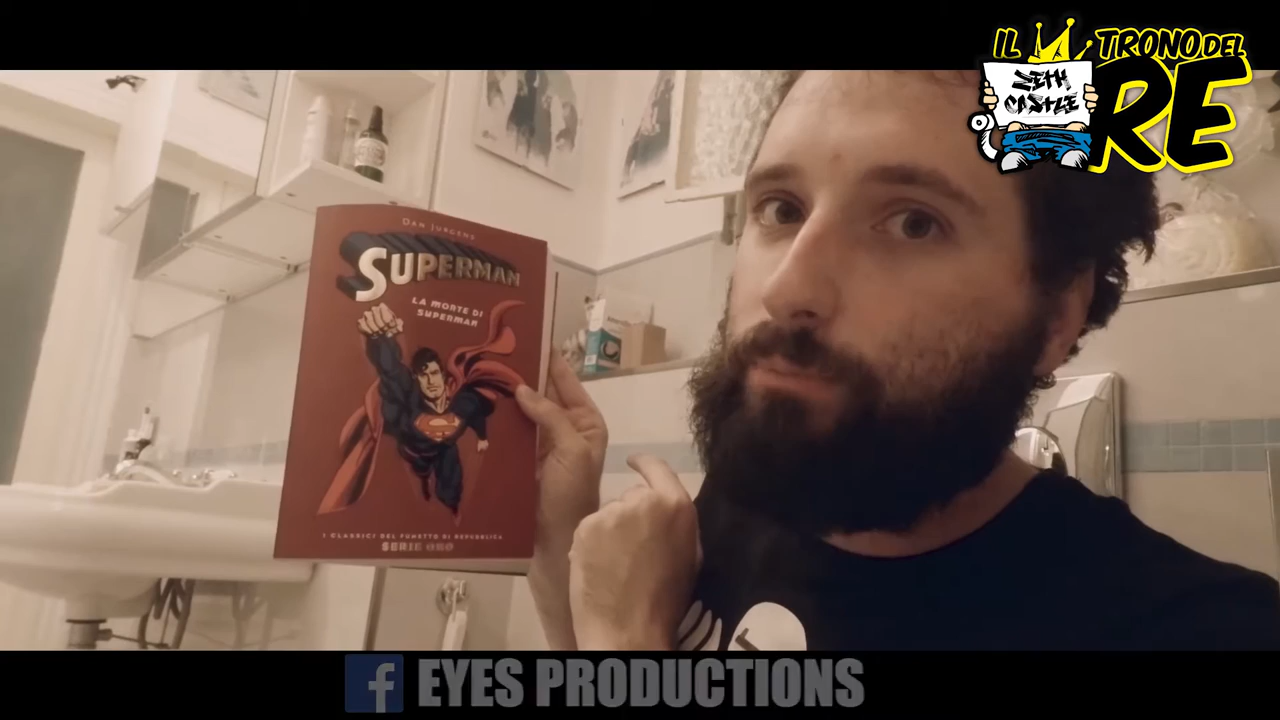 IL TRONO DEL
RE
ZETH
CASTLE
DAN JURGENS
SUPERMAN
LA MORTE DI
SUPERMAN
I CLASSICI DEL FUMETTO DI REPUBBLICA
SERIE ORO
f EYES PRODUCTIONS